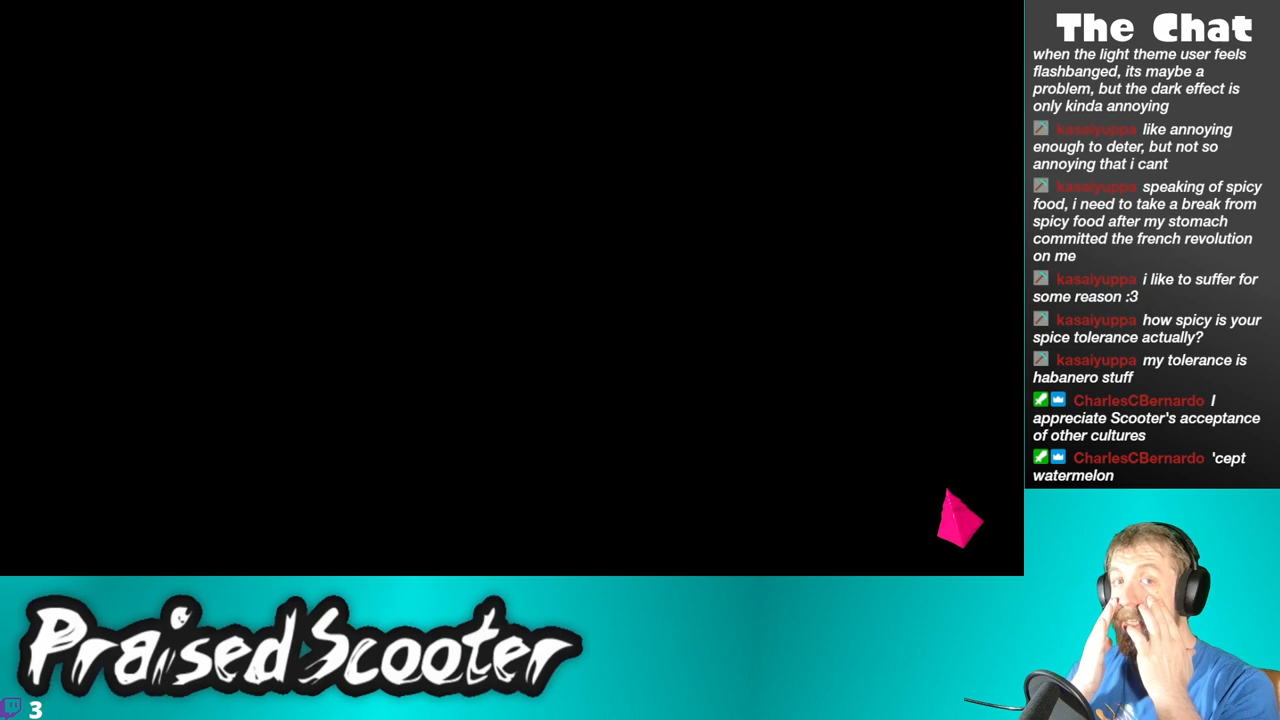 The Chat
when the light theme user feels
flashbanged, its maybe a
problem, but the dark effect is
only kinda annoying
kasaiyuppa like annoying
enough to deter, but not so
annoying that i cant
kasaiyuppa speaking of spicy
food, i need to take a break from
spicy food after my stomach
committed the french revolution
on me
kasaiyuppa i like to suffer for
some reason :3
kasaiyuppa how spicy is your
spice tolerance actually?
kasaiyuppa my tolerance is
habanero stuff
CharlesCBernardo I
appreciate Scooter's acceptance
of other cultures
CharlesCBernardo 'cept
watermelon
PraisedScooter
3